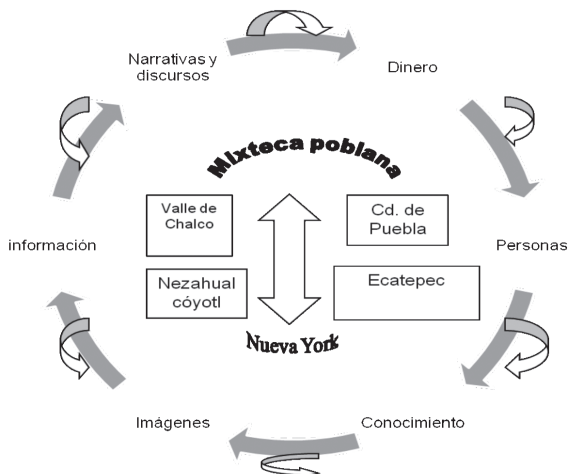 Narrativas y
discursos
Dinero
Mixteca poblana
Valle de
Chalco
Cd. de
Puebla
información
Personas
Nezahual
cóyotl
Ecatepec
Nueva York
Imágenes
Conocimiento